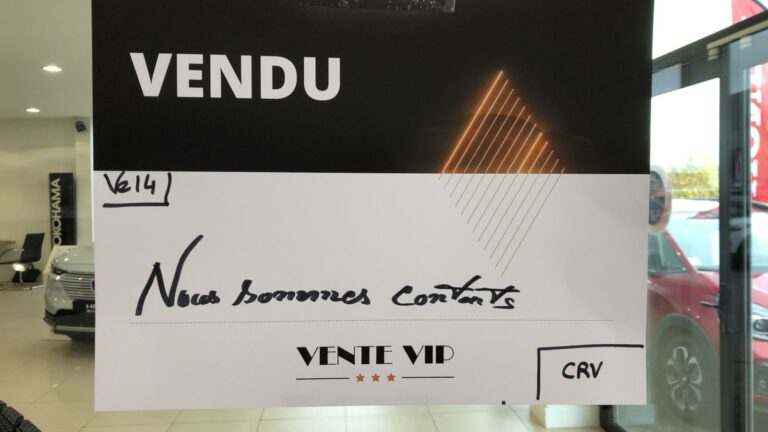 VENDU
Ve14
Nous sommes contents
VENTE VIP
CRV
YOKOHAMA